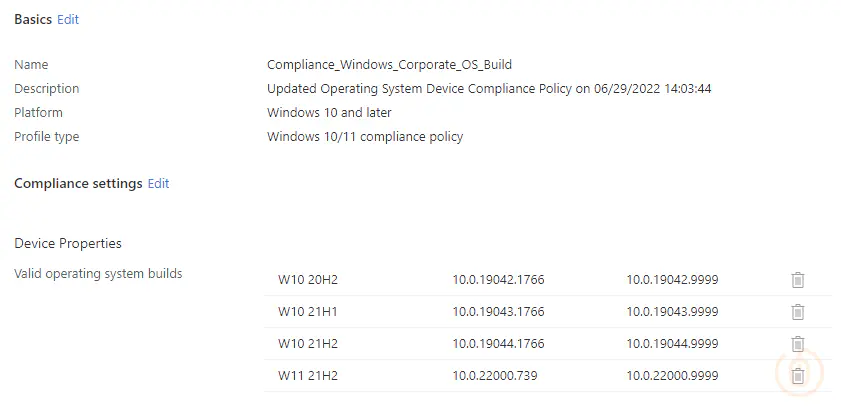 Basics Edit
Name Compliance_Windows_Corporate_OS_Build
Description Updated Operating System Device Compliance Policy on 06/29/2022 14:03:44
Platform Windows 10 and later
Profile type Windows 10/11 compliance policy
Compliance settings Edit
Device Properties
Valid operating system builds W10 20H2 10.0.19042.1766 10.0.19042.9999
W10 21H1 10.0.19043.1766 10.0.19043.9999
W10 21H2 10.0.19044.1766 10.0.19044.9999
W11 21H2 10.0.22000.739 10.0.22000.9999